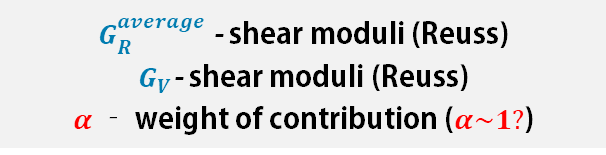 G_R^average - shear moduli (Reuss)
G_V - shear moduli (Reuss)
α - weight of contribution (α~1?)